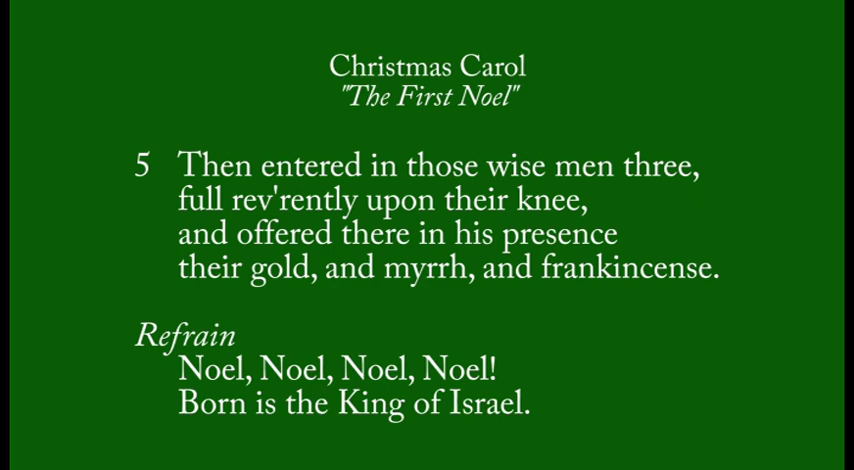 Christmas Carol
"The First Noel"
5 Then entered in those wise men three,
full rev'rently upon their knee,
and offered there in his presence
their gold, and myrrh, and frankincense.
Refrain
Noel, Noel, Noel, Noel!
Born is the King of Israel.